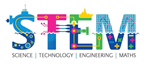 STEM
SCIENCE | TECHNOLOGY | ENGINEERING | MATHS